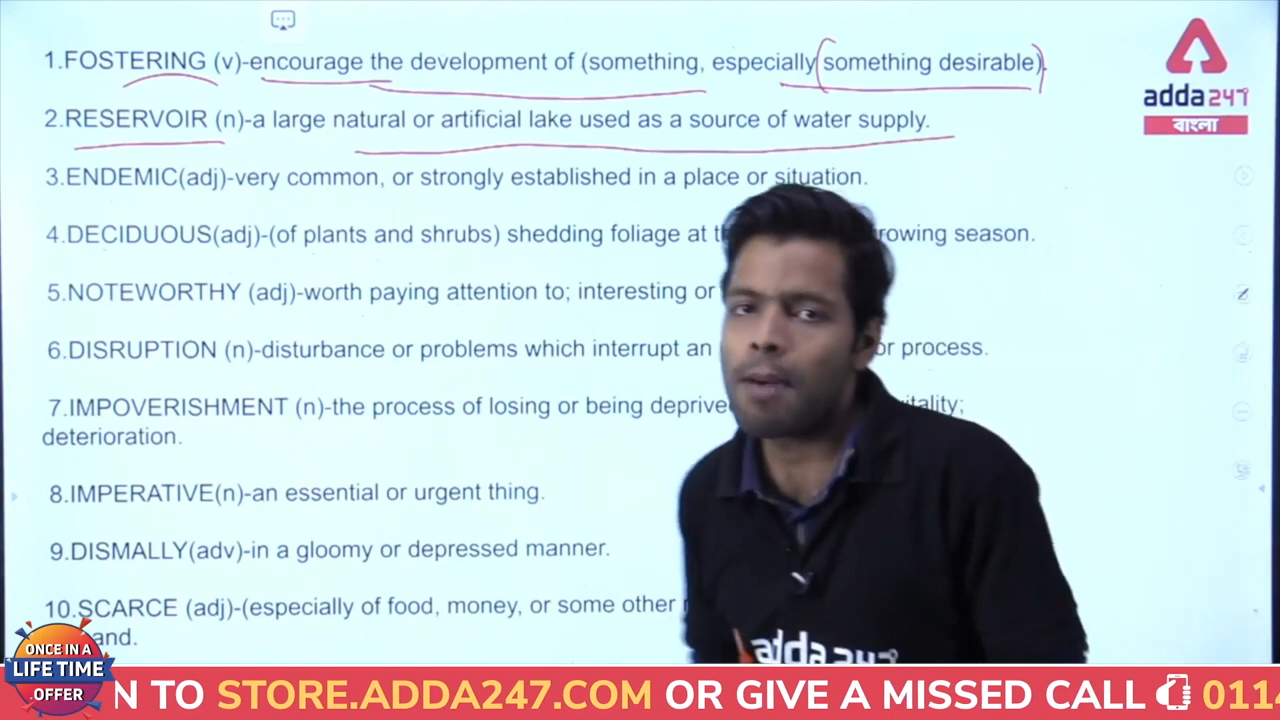 1.FOSTERING (v)-encourage the development of (something, especially something desirable).
2.RESERVOIR (n)-a large natural or artificial lake used as a source of water supply.
3.ENDEMIC(adj)-very common, or strongly established in a place or situation.
4.DECIDUOUS(adj)-(of plants and shrubs) shedding foliage at rowing season.
5.NOTEWORTHY (adj)-worth paying attention to; interesting or
6.DISRUPTION (n)-disturbance or problems which interrupt an or process.
7.IMPOVERISHMENT (n)-the process of losing or being deprive itality;
deterioration.
8.IMPERATIVE(n)-an essential or urgent thing.
9.DISMALLY(adv)-in a gloomy or depressed manner.
10.SCARCE (adj)-(especially of food, money, or some other
and.
adda247
বাংলা
adda247
ONCE IN A
LIFE TIME
OFFER
N TO STORE.ADDA247.COM OR GIVE A MISSED CALL 011